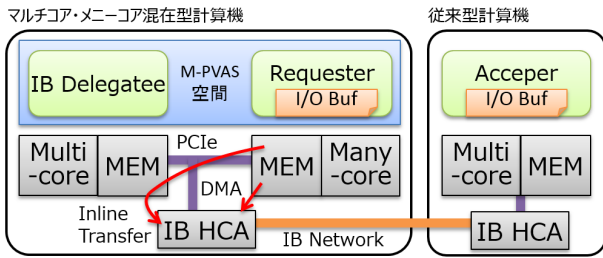 マルチコア・メニーコア混在型計算機
従来型計算機
IB Delegatee
M-PVAS
空間
Requester
I/O Buf
Acceper
I/O Buf
PCIe
Multi
-core
MEM
MEM
Many
-core
Multi
-core
MEM
DMA
Inline
Transfer
IB HCA
IB Network
IB HCA